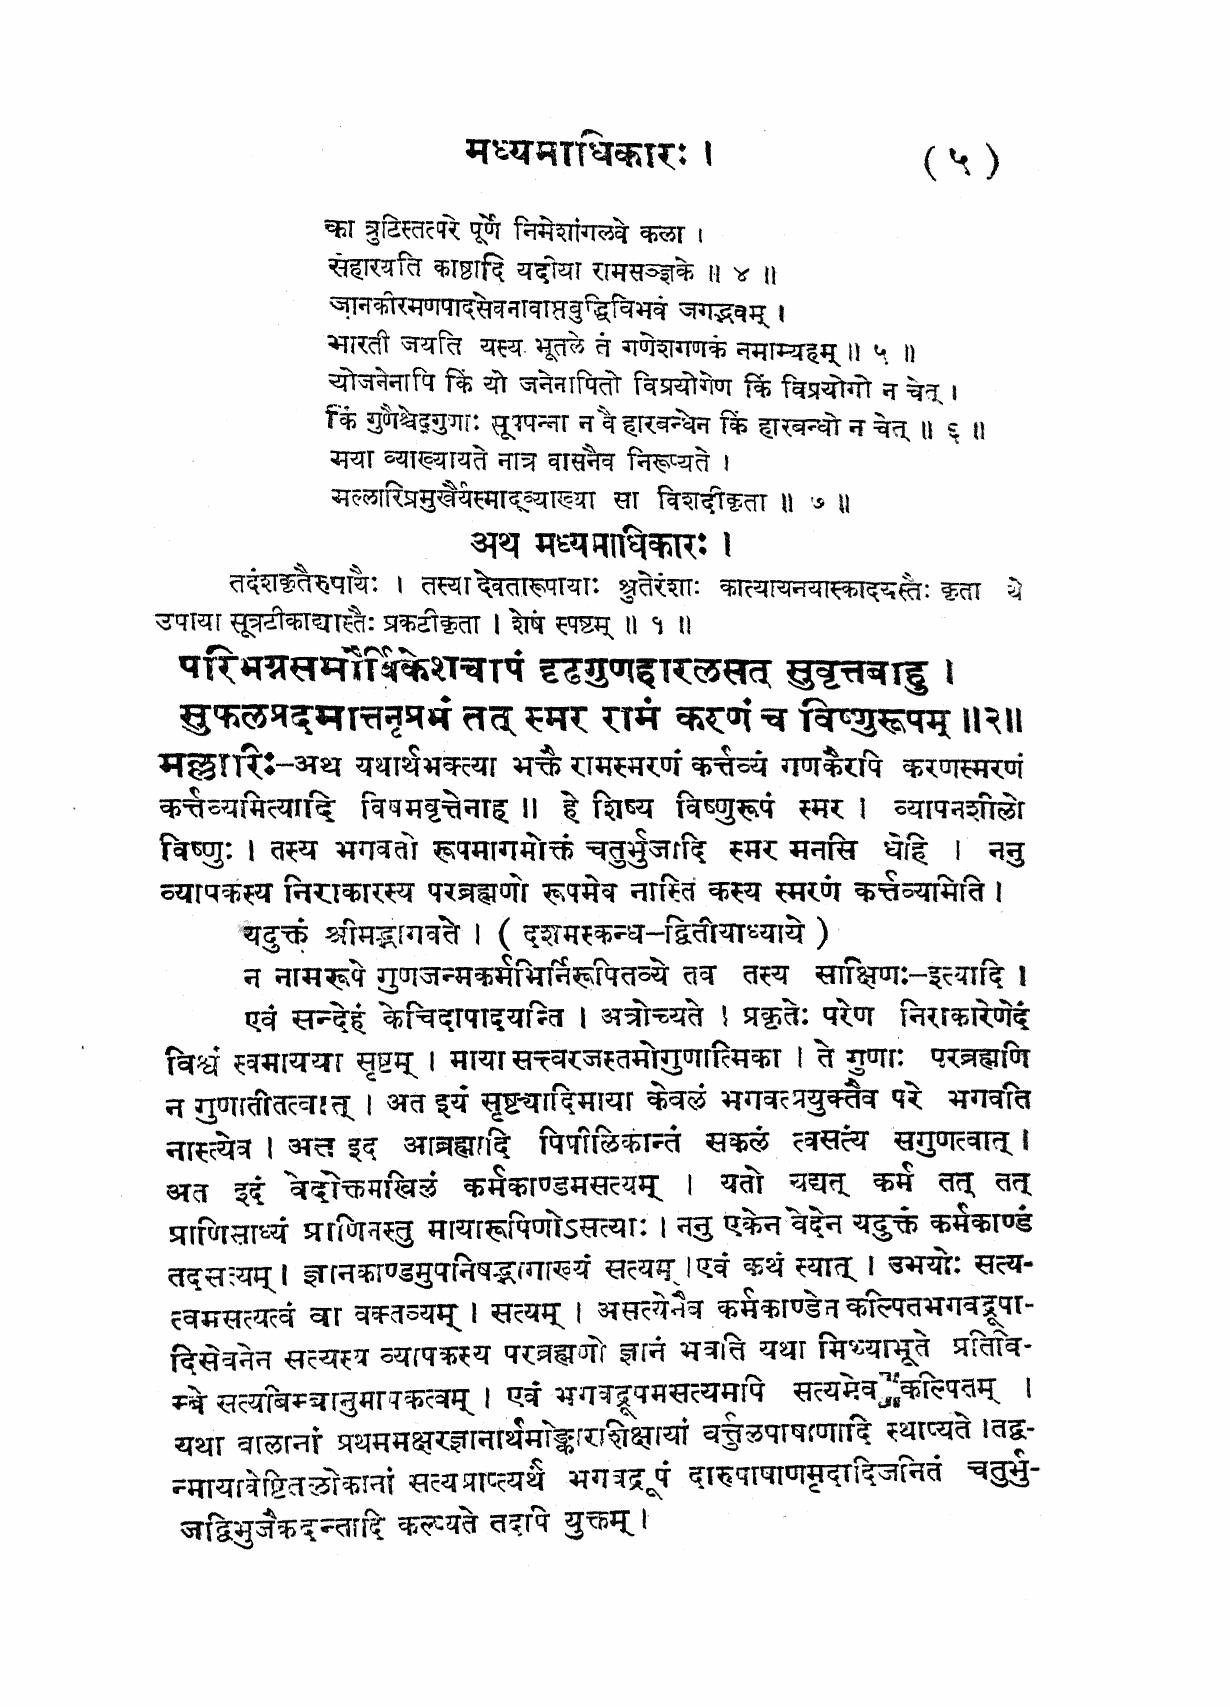 मध्यमाधिकारः ।
( ५ )
का त्रुटिस्तत्परे पूर्णे निमेशांगलवे कला ।
संहारयति काष्ठादि यदीया रामसञ्ज्ञके ॥ ४ ॥
जानकीरमणपादसेवनावाप्तबुद्धिविभवं जगद्धवम् ।
भारती जयति यस्य भूतले तं गणेशगणकं नमाम्यहम् ॥ ५ ॥
योजनेनापि किं यो जनेनापितो विप्रयोगेण किं विप्रयोगो न चेत् ।
किं गुणैश्चेद्गुणाः सूपपन्ना न वै हारबन्धेन किं हारबन्धो न चेत् ॥ ६ ॥
मया व्याख्यायते नात्र वासनैव निरूप्यते ।
मल्लारिप्रमुखैर्यस्माद्व्याख्या सा विशदीकृता ॥ ७ ॥
अथ मध्यमाधिकारः ।
तदंशकृतैरुपायैः । तस्या देवतारूपायाः श्रुतेरंशाः कात्यायनयास्कादयस्तैः कृता ये
उपाया सूत्रटीकाद्यास्तैः प्रकटीकृता । शेषं स्पष्टम् ॥ १ ॥
परिभग्नसमौर्विकेशचापं दृढगुणहारलसत् सुवृत्तबाहु ।
सुफलप्रदमात्तनृप्रभं तत् स्मर रामं करणं च विष्णुरूपम् ॥२॥
मल्लारिः–अथ यथार्थभक्त्या भक्तै रामस्मरणं कर्त्तव्यं गणकैरपि करणस्मरणं
कर्त्तव्यमित्यादि विषमवृत्तेनाह ॥ हे शिष्य विष्णुरूपं स्मर । व्यापनशीलो
विष्णुः । तस्य भगवतो रूपमागमोक्तं चतुर्भुजादि स्मर मनसि धेहि । ननु
व्यापकस्य निराकारस्य परब्रह्मणो रूपमेव नास्ति कस्य स्मरणं कर्त्तव्यमिति ।
यदुक्तं श्रीमद्भागवते । ( दशमस्कन्ध–द्वितीयाध्याये )
न नामरूपे गुणजन्मकर्मभिर्निरूपितव्ये तव तस्य साक्षिणः–इत्यादि ।
एवं सन्देहं केचिदापादयन्ति । अत्रोच्यते । प्रकृतेः परेण निराकारेणेदं
विश्वं स्वमायया सृष्टम् । माया सत्त्वरजस्तमोगुणात्मिका । ते गुणाः परब्रह्मणि
न गुणातीतत्वात् । अत इयं सृष्ट्यादिमाया केवलं भगवत्प्रयुक्तैव परे भगवति
नास्त्येव । अत इद आब्रह्मादि पिपीलिकान्तं सकलं त्वसत्यं सगुणत्वात् ।
अत इदं वेदोक्तमखिलं कर्मकाण्डमसत्यम् । यतो यद्यत् कर्म तत् तत्
प्राणिसाध्यं प्राणिनस्तु मायारूपिणोऽसत्याः । ननु एकेन वेदेन यदुक्तं कर्मकाण्डं
तदसत्यम् । ज्ञानकाण्डमुपनिषद्भागाख्यं सत्यम् । एवं कथं स्यात् । उभयोः सत्य-
त्वमसत्यत्वं वा वक्तव्यम् । सत्यम् । असत्येनैव कर्मकाण्डेन कल्पितभगवद्रूपा-
दिसेवनेन सत्यस्य व्यापकस्य परब्रह्मणो ज्ञानं भवति यथा मिथ्याभूते प्रतिबि-
म्बे सत्यबिम्बानुमापकत्वम् । एवं भगवद्रूपमसत्यमपि सत्यमेव कल्पितम् ।
यथा बालानां प्रथममक्षरज्ञानार्थमोङ्काराशिक्षायां वर्त्तुलपाषाणादि स्थाप्यते ।तद्व-
न्मायावेष्टितलोकानां सत्यप्राप्त्यर्थं भगवद्रूपं दारुपाषाणमृदादिजनितं चतुर्भु-
जद्विभुजैकदन्तादि कल्प्यते तदपि युक्तम् ।